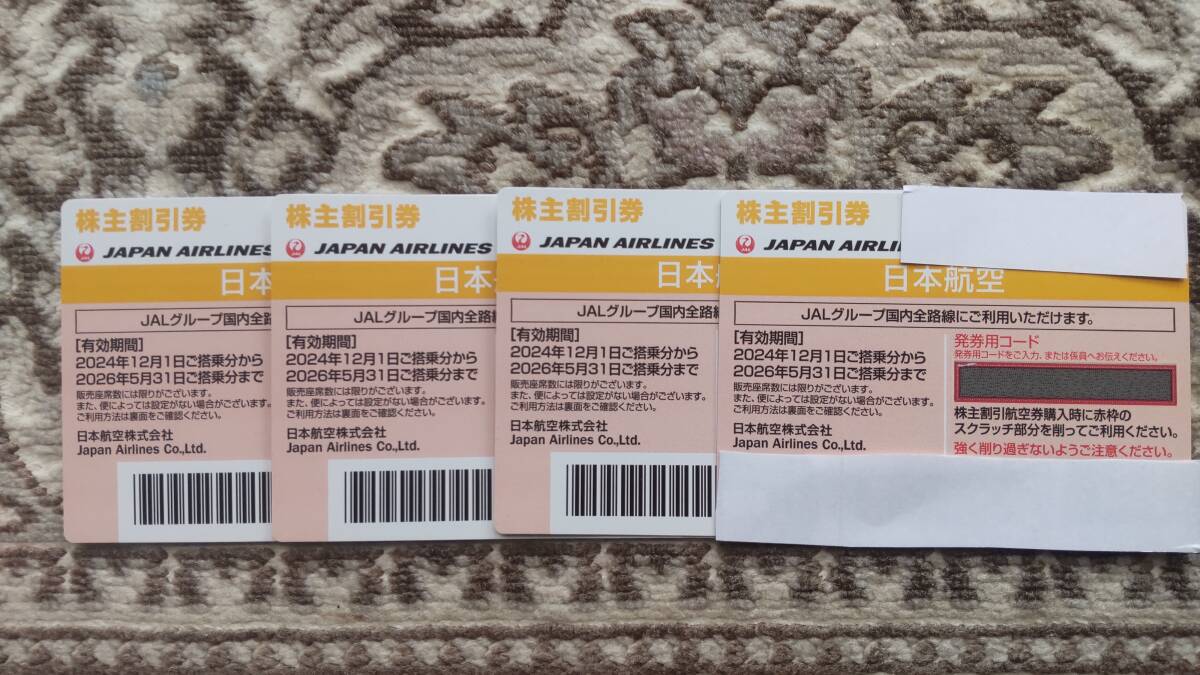 株主割引券
JAPAN AIRLINES
日本
JALグループ国内全路
[有効期間]
2024年12月1日ご搭乗分から
2026年5月31日ご搭乗分まで
販売座席数には限りがございます。
また、便によっては設定がない場合がございます。
ご利用方法は裏面をご確認ください。
日本航空株式会社
Japan Airlines Co.,Ltd.
株主割引券
JAPAN AIRLINES
日本
JALグループ国内全路線
[有効期間]
2024年12月1日ご搭乗分から
2026年5月31日ご搭乗分まで
販売座席数には限りがございます。
また、便によっては設定がない場合がございます。
ご利用方法は裏面をご確認ください。
日本航空株式会社
Japan Airlines Co.,Ltd.
株主割引券
JAPAN AIRLINES
日本
JALグループ国内全路線
[有効期間]
2024年12月1日ご搭乗分から
2026年5月31日ご搭乗分まで
販売座席数には限りがございます。
また、便によっては設定がない場合がございます。
ご利用方法は裏面をご確認ください。
日本航空株式会社
Japan Airlines Co.,Ltd.
株主割引券
JAPAN AIRLI
日本航空
JALグループ国内全路線にご利用いただけます。
[有効期間]
2024年12月1日ご搭乗分から
2026年5月31日ご搭乗分まで
販売座席数には限りがございます。
また、便によっては設定がない場合がございます。
ご利用方法は裏面をご確認ください。
日本航空株式会社
Japan Airlines Co.,Ltd.
発券用コード
発券用コードをご入力、または係員へお伝えください。
株主割引航空券購入時に赤枠の
スクラッチ部分を削ってご利用ください。
強く削り過ぎないようご注意ください。